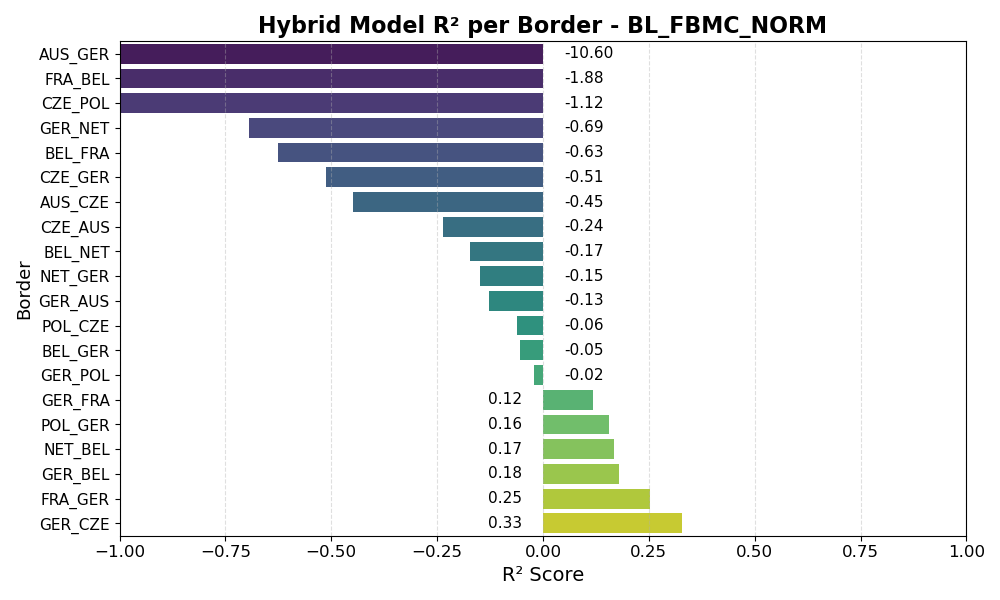 Hybrid Model R² per Border - BL_FBMC_NORM
Border
AUS_GER -10.60
FRA_BEL -1.88
CZE_POL -1.12
GER_NET -0.69
BEL_FRA -0.63
CZE_GER -0.51
AUS_CZE -0.45
CZE_AUS -0.24
BEL_NET -0.17
NET_GER -0.15
GER_AUS -0.13
POL_CZE -0.06
BEL_GER -0.05
GER_POL -0.02
GER_FRA 0.12
POL_GER 0.16
NET_BEL 0.17
GER_BEL 0.18
FRA_GER 0.25
GER_CZE 0.33
−1.00 −0.75 −0.50 −0.25 0.00 0.25 0.50 0.75 1.00
R² Score